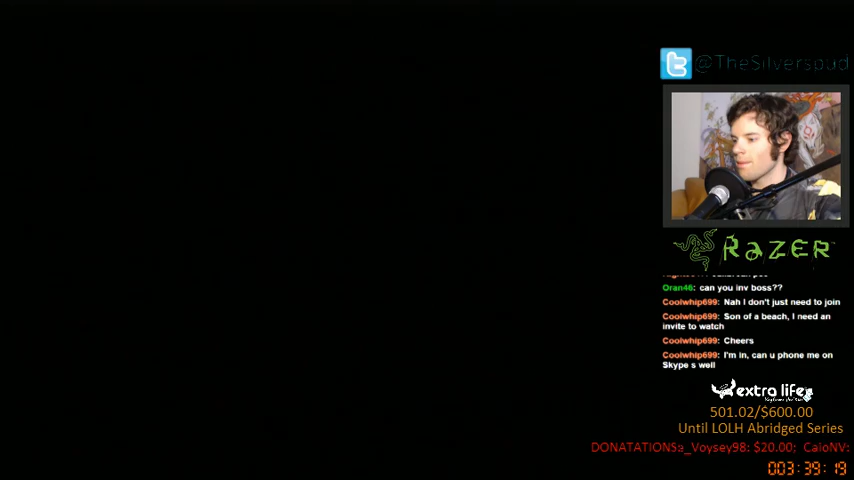 @TheSilverspud
RAZER
Oran46: can you inv boss??
Coolwhip699: Nah I don't just need to join
Coolwhip699: Son of a beach, I need an
invite to watch
Coolwhip699: Cheers
Coolwhip699: I'm in, can u phone me on
Skype s well
extra life
501.02/$600.00
Until LOLH Abridged Series
DONATATIONS:a_Voysey98: $20.00; CaioNV:
003:39:19